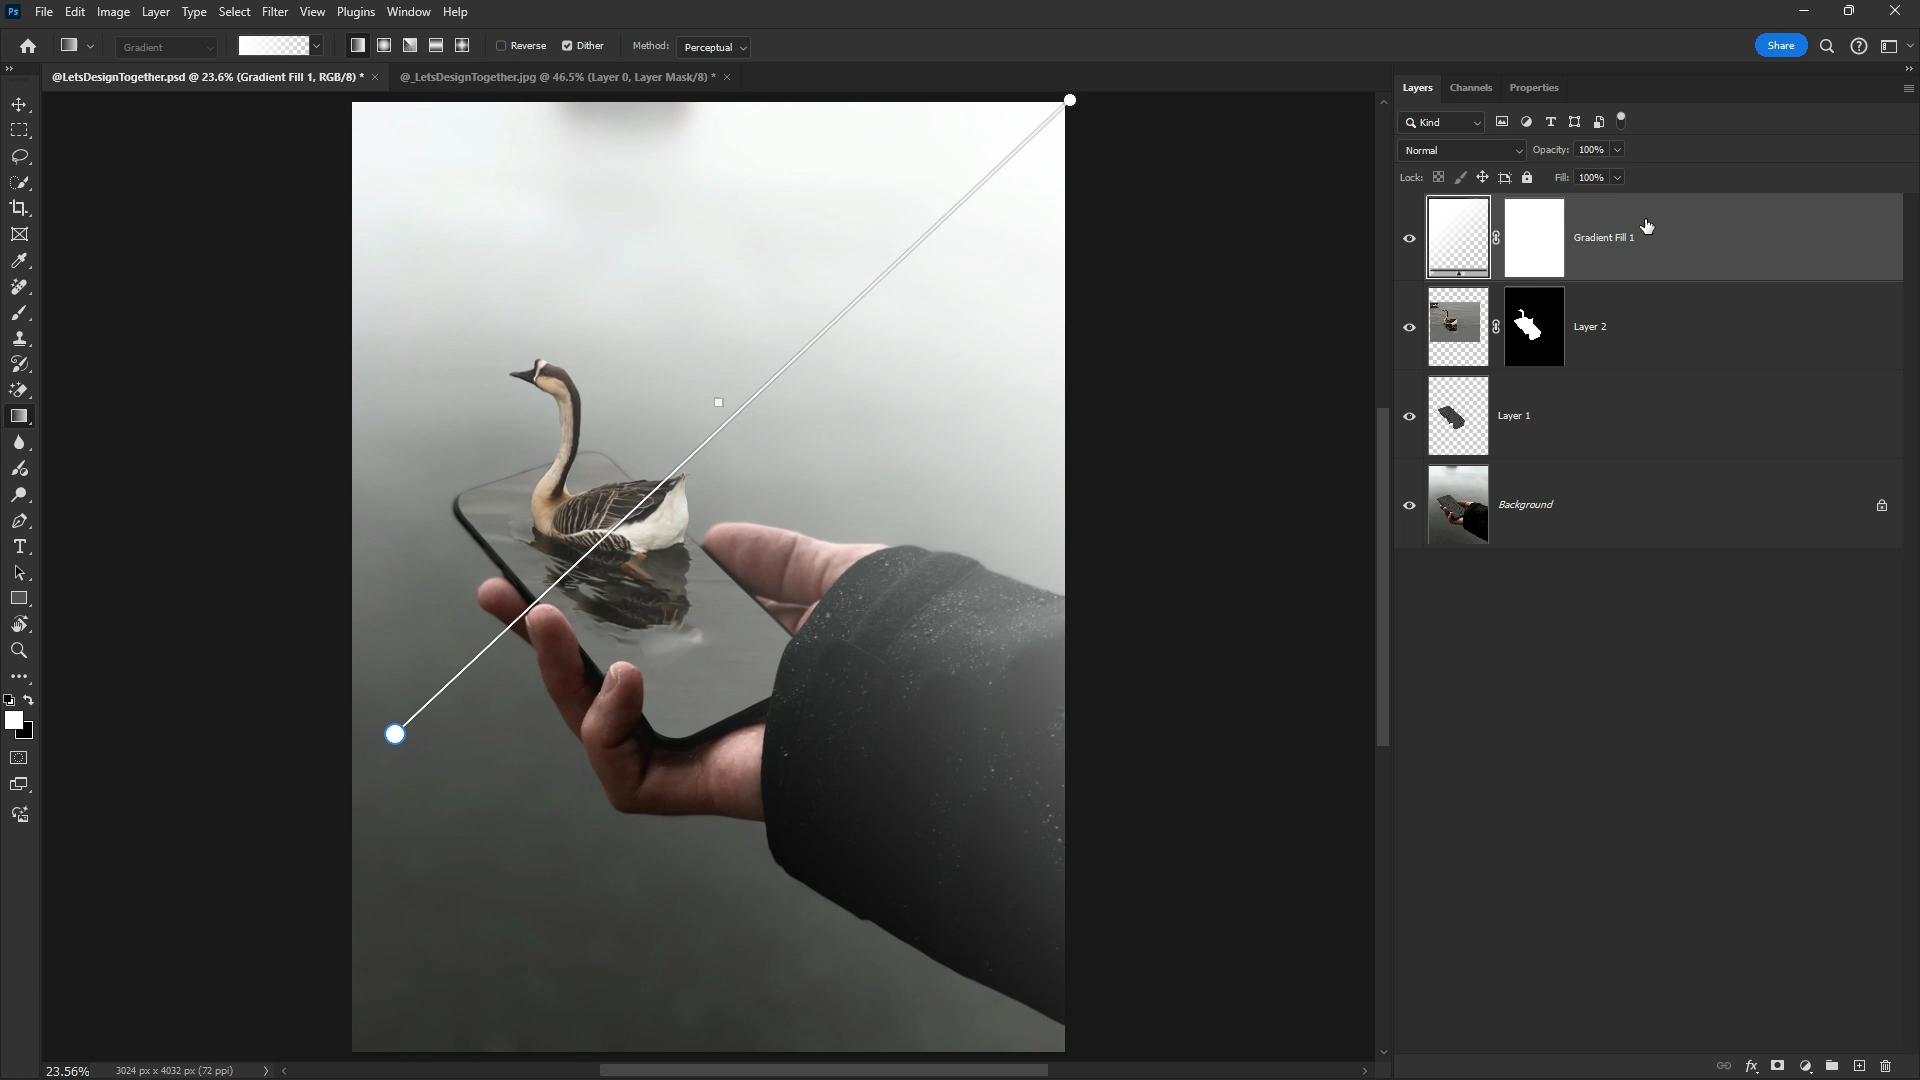 Ps File Edit Image Layer Type Select Filter View Plugins Window Help
Gradient Reverse Dither Method: Perceptual Share
@LetsDesignTogether.psd @ 23.6% (Gradient Fill 1, RGB/8) * @_LetsDesignTogether.jpg @ 46.5% (Layer 0, Layer Mask/8) *
Layers Channels Properties
Kind
Normal Opacity: 100%
Lock: Fill: 100%
Gradient Fill 1
Layer 2
Layer 1
Background
23.56% 3024 px x 4032 px (72 ppi)